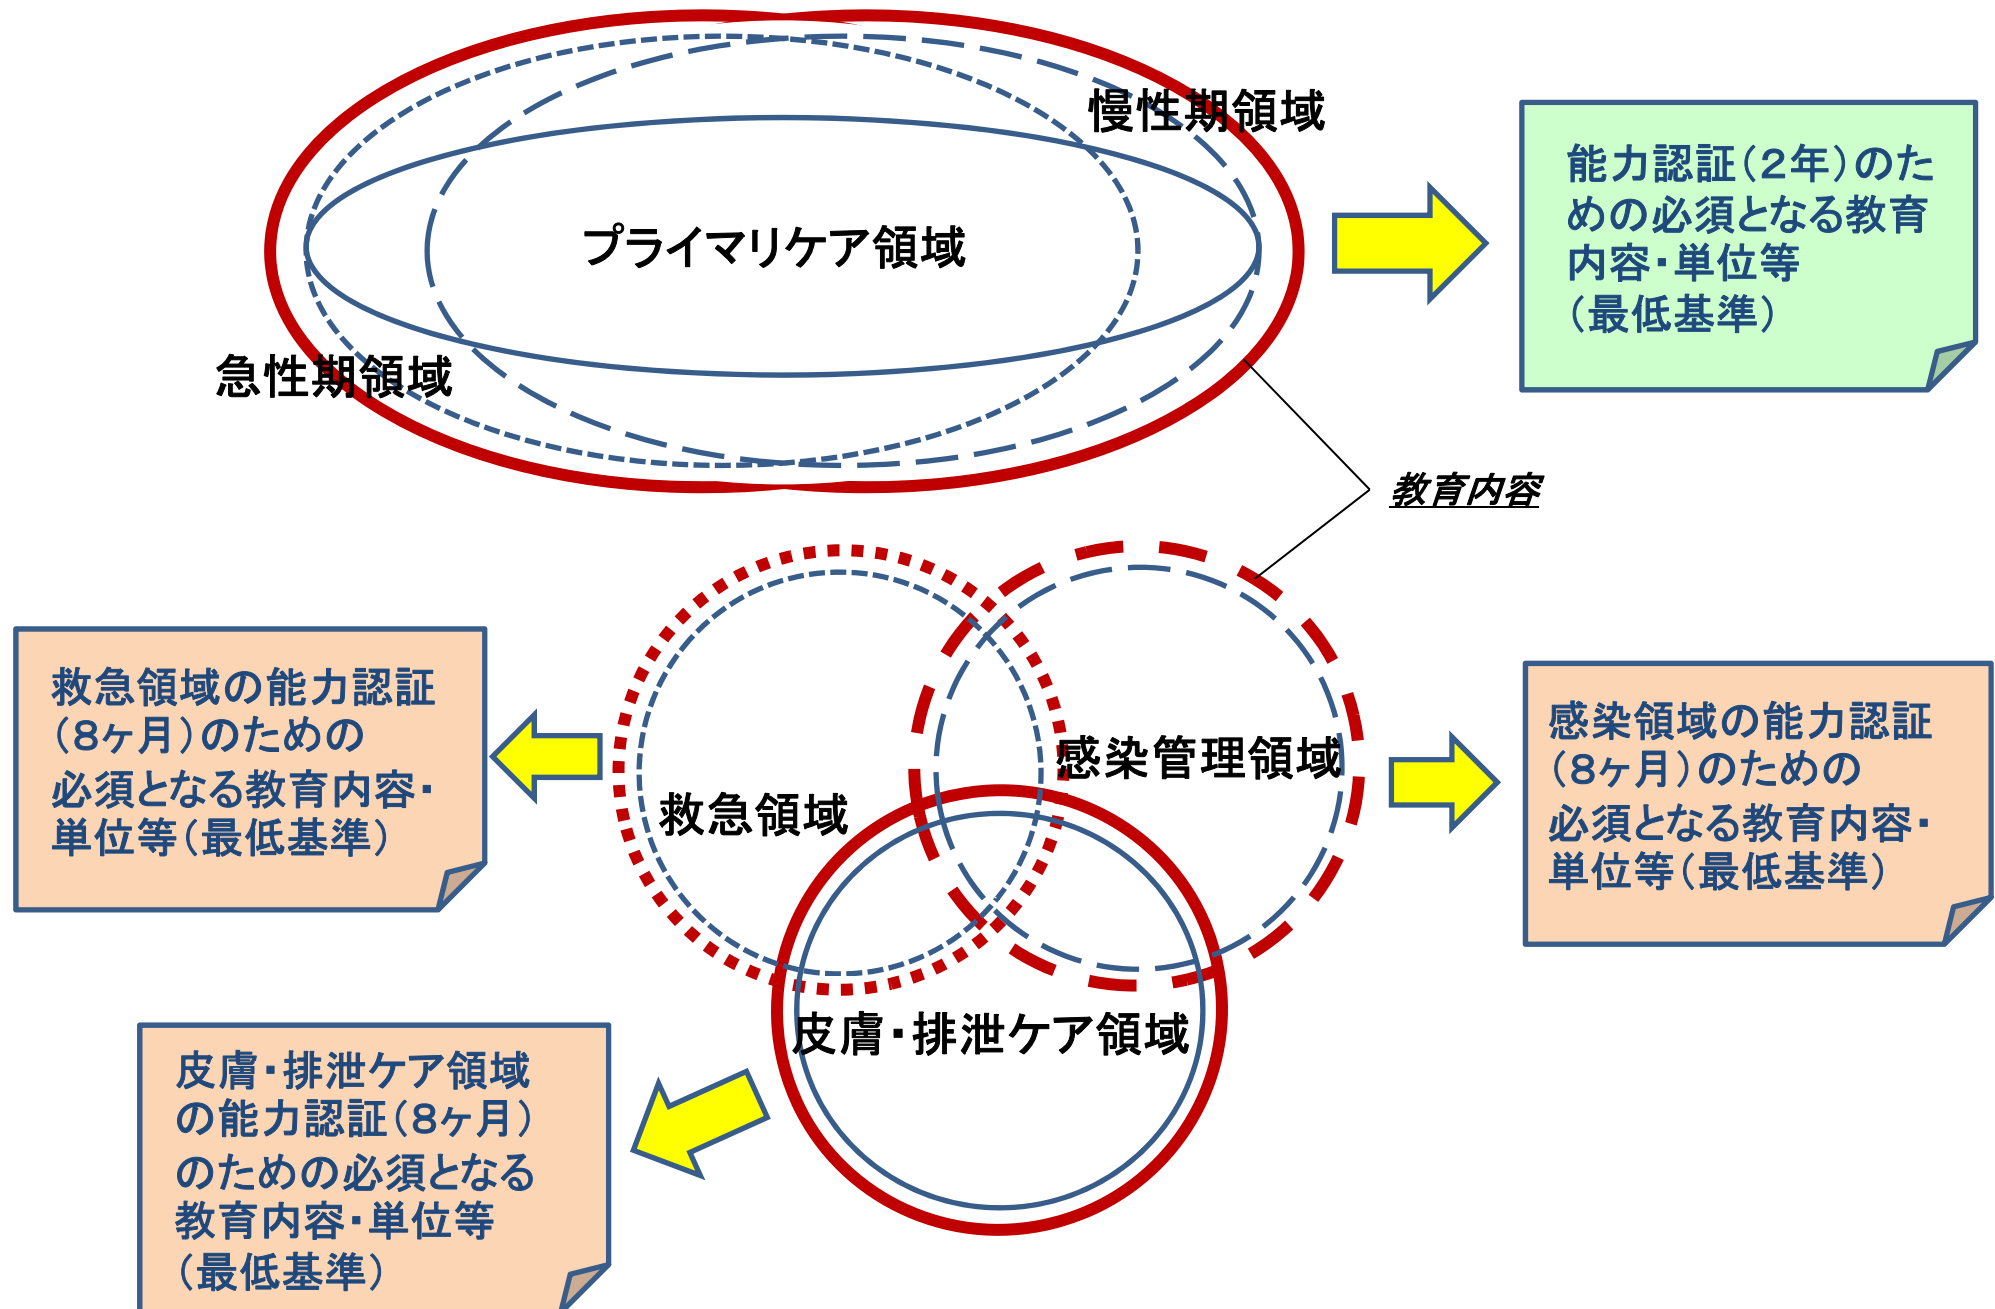 慢性期領域
プライマリケア領域
急性期領域
能力認証（２年）のた
めの必須となる教育
内容・単位等
（最低基準）
教育内容
救急領域の能力認証
（８ヶ月）のための
必須となる教育内容・
単位等（最低基準）
救急領域
感染管理領域
感染領域の能力認証
（８ヶ月）のための
必須となる教育内容・
単位等（最低基準）
皮膚・排泄ケア領域
皮膚・排泄ケア領域
の能力認証（８ヶ月）
のための必須となる
教育内容・単位等
（最低基準）